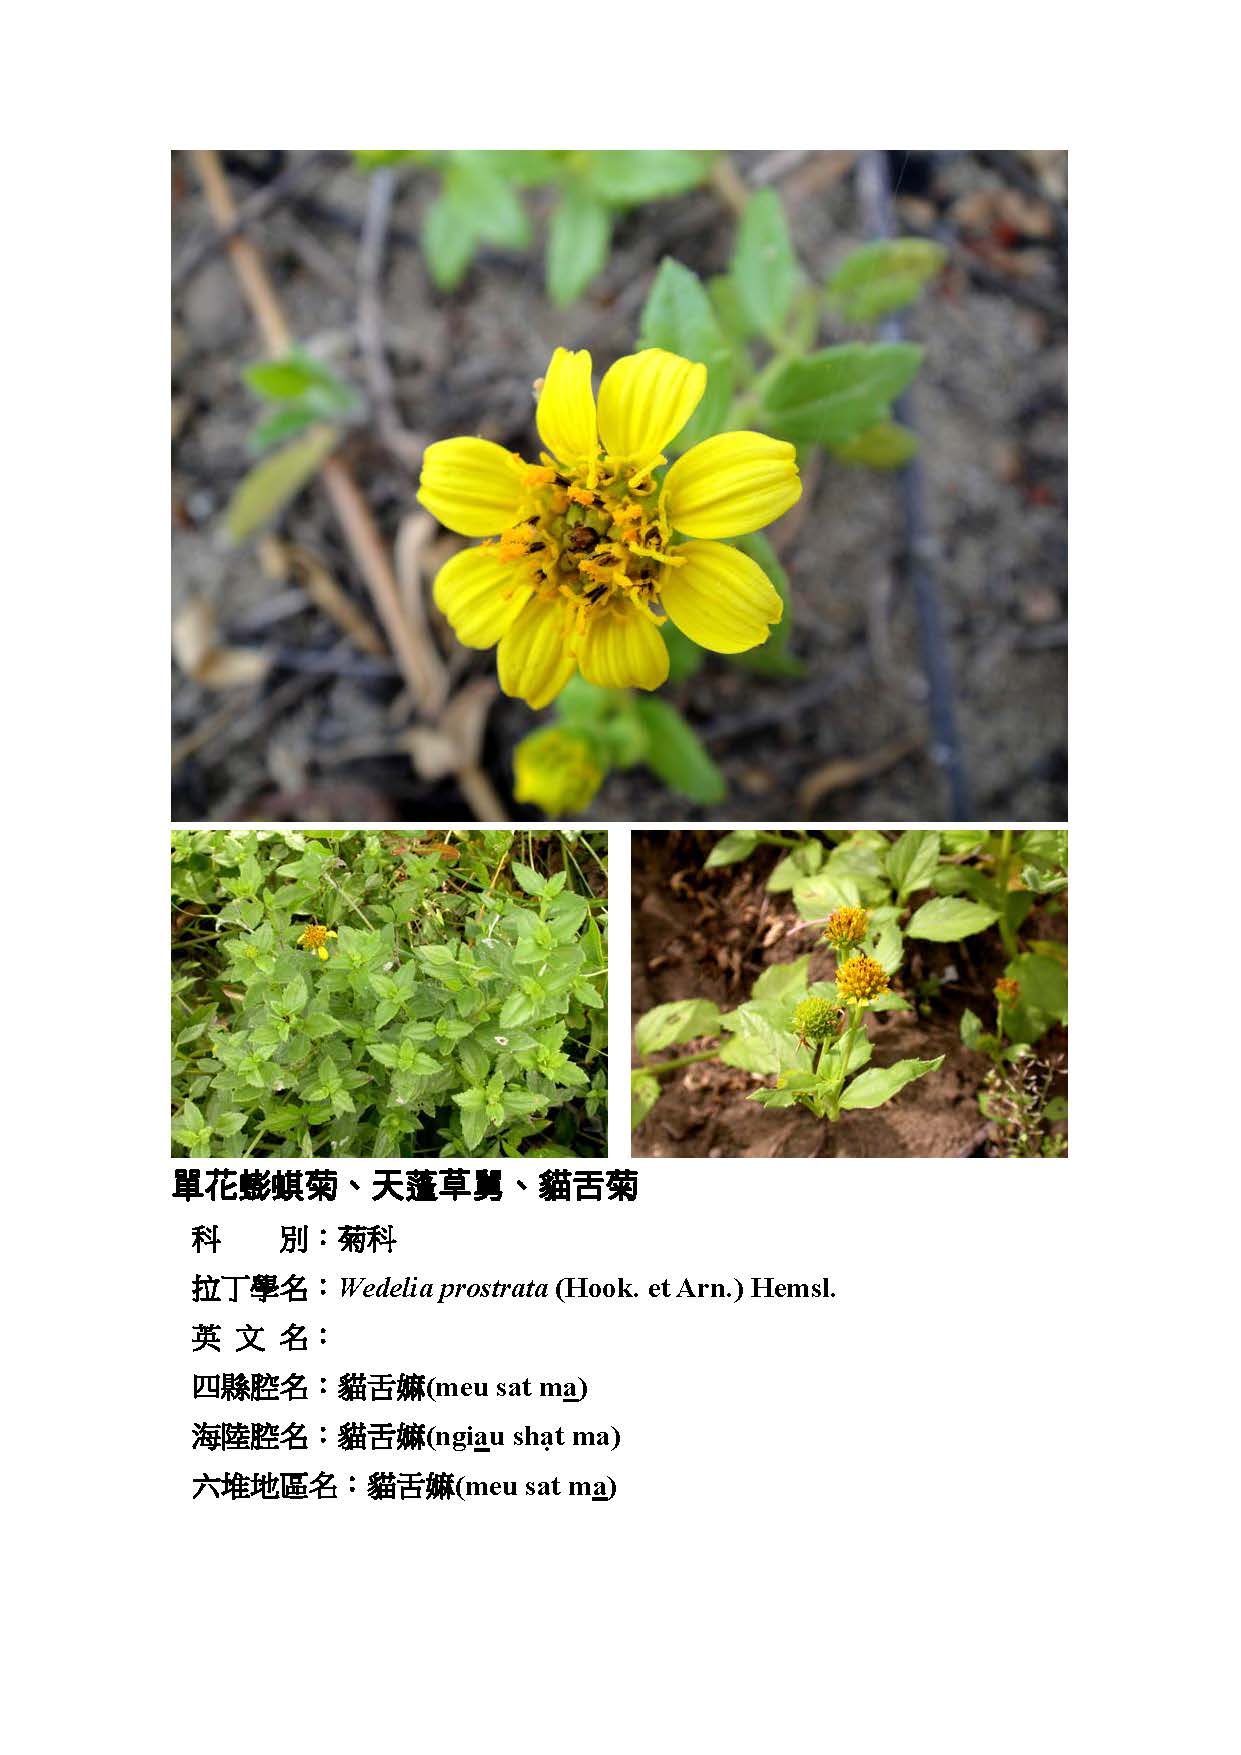 單花蟛蜞菊、天蓬草舅、貓舌菊
科　　別：菊科
拉丁學名：Wedelia prostrata (Hook. et Arn.) Hemsl.
英 文 名：
四縣腔名：貓舌嫲(meu sat ma)
海陸腔名：貓舌嫲(ngiau shạt ma)
六堆地區名：貓舌嫲(meu sat ma)